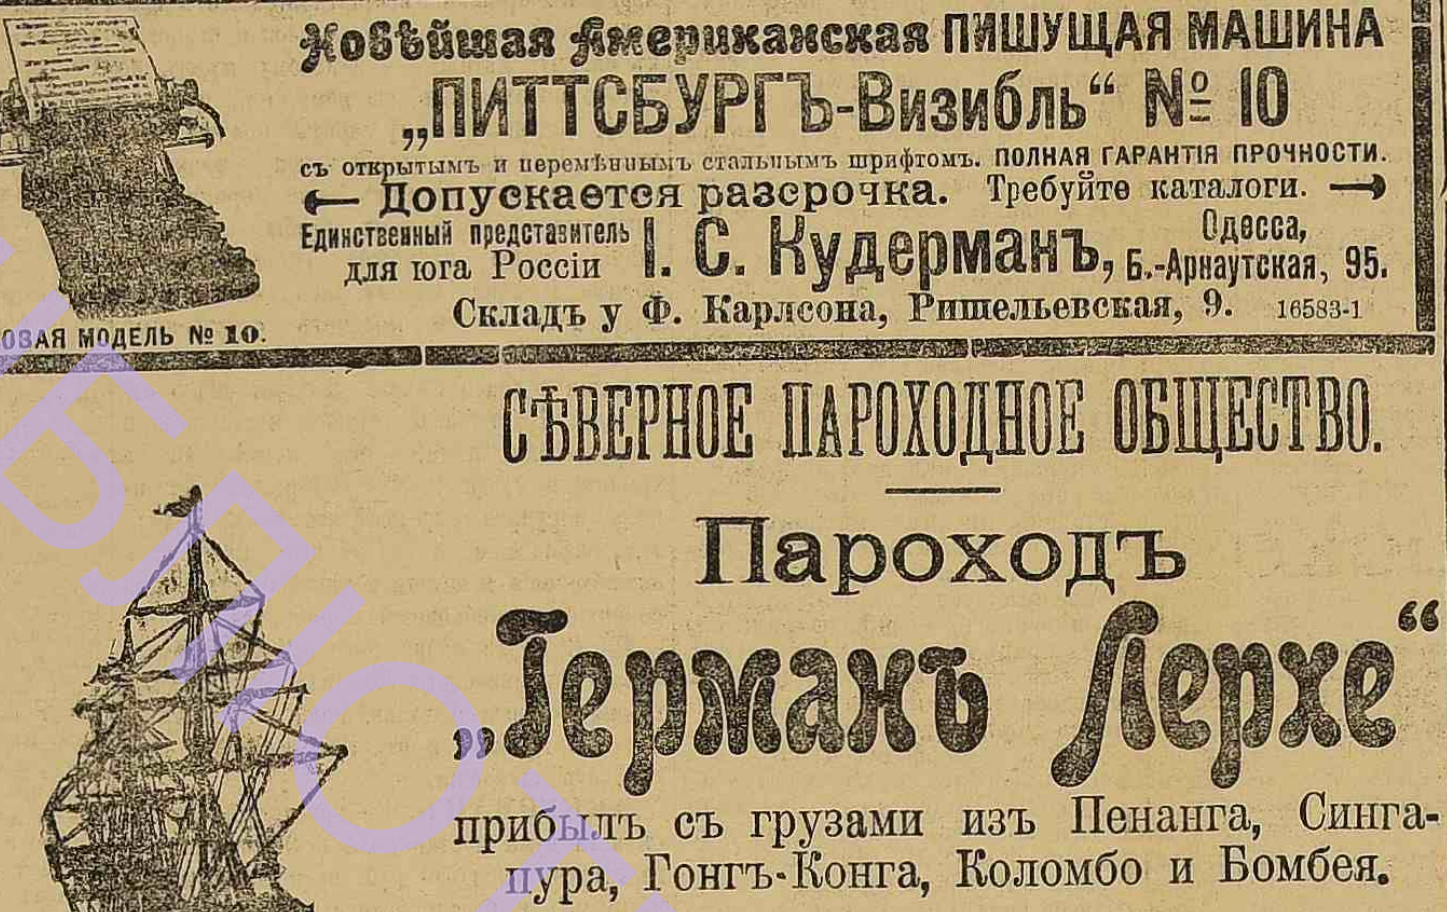 Новѣйшая Американская ПИШУЩАЯ МАШИНА
„ПИТТСБУРГЪ-Визибль“ № 10
съ открытымъ и перемѣннымъ стальнымъ шрифтомъ. ПОЛНАЯ ГАРАНТІЯ ПРОЧНОСТИ.
Допускается разсрочка. Требуйте каталоги.
Единственный представитель
для юга Россіи
І. С. Кудерманъ,
Одесса,
Б.-Арнаутская, 95.
Складъ у Ф. Карлсона, Ришельевская, 9. 16583-1
ОВАЯ МОДЕЛЬ № 10.
СѢВЕРНОЕ ПАРОХОДНОЕ ОБЩЕСТВО.
Пароходъ
„Германъ Лерхе“
прибылъ съ грузами изъ Пенанга, Синга-
пура, Гонгъ-Конга, Коломбо и Бомбея.